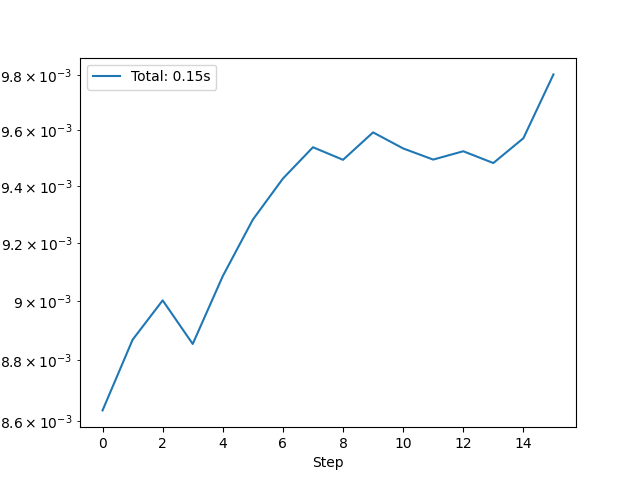 Total: 0.15s
9.8 × 10⁻³
9.6 × 10⁻³
9.4 × 10⁻³
9.2 × 10⁻³
9 × 10⁻³
8.8 × 10⁻³
8.6 × 10⁻³
0 2 4 6 8 10 12 14
Step